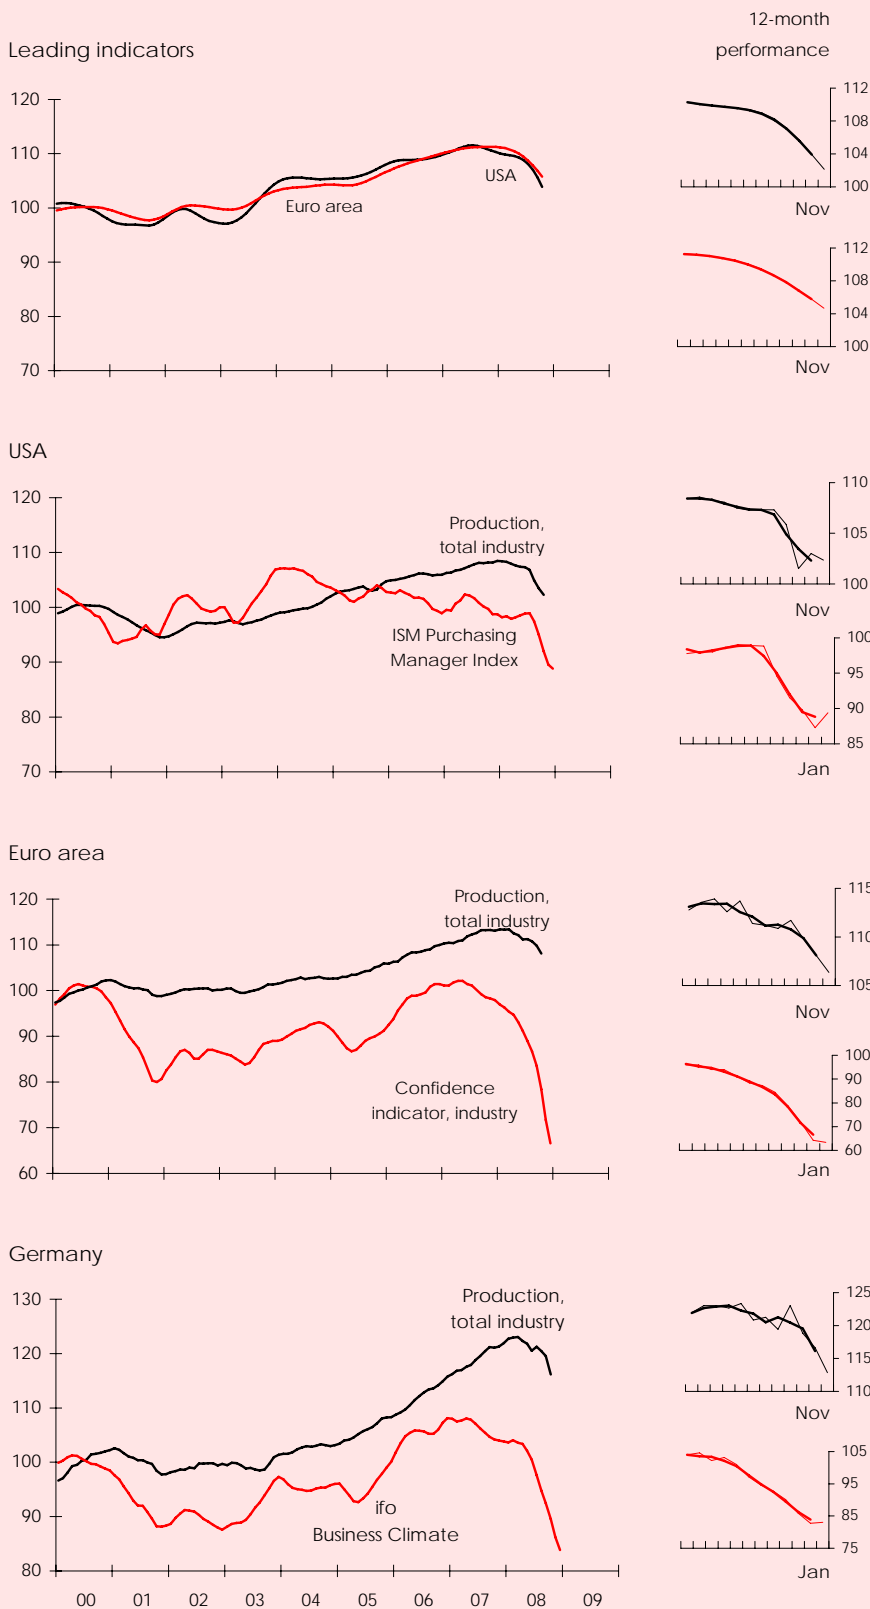 12-month
Leading indicators
performance
120
110
100
90
80
70
USA
Euro area
112
108
104
100
Nov
112
108
104
100
Nov
USA
120
110
100
90
80
70
Production,
total industry
ISM Purchasing
Manager Index
110
105
100
Nov
100
95
90
85
Jan
Euro area
120
110
100
90
80
70
60
Production,
total industry
Confidence
indicator, industry
115
110
105
Nov
100
90
80
70
60
Jan
Germany
130
120
110
100
90
80
Production,
total industry
ifo
Business Climate
00 01 02 03 04 05 06 07 08 09
125
120
115
110
Nov
105
95
85
75
Jan